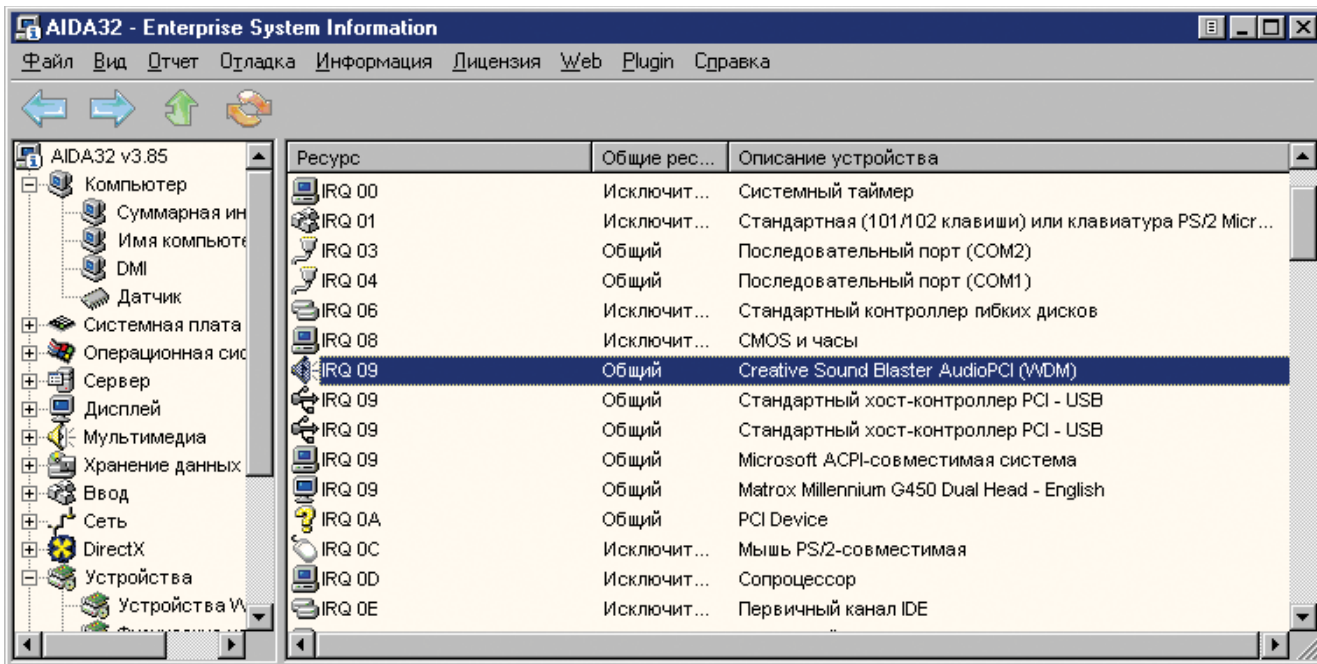 AIDA32 - Enterprise System Information
Файл Вид Отчет Отладка Информация Лицензия Web Plugin Справка
AIDA32 v3.85
Компьютер
Суммарная ин
Имя компьюте
DMI
Датчик
Системная плата
Операционная сис
Сервер
Дисплей
Мультимедиа
Хранение данных
Ввод
Сеть
DirectX
Устройства
Устройства W
Ресурс Общие рес... Описание устройства
IRQ 00 Исключит... Системный таймер
IRQ 01 Исключит... Стандартная (101/102 клавиши) или клавиатура PS/2 Micr...
IRQ 03 Общий Последовательный порт (COM2)
IRQ 04 Общий Последовательный порт (COM1)
IRQ 06 Исключит... Стандартный контроллер гибких дисков
IRQ 08 Исключит... CMOS и часы
IRQ 09 Общий Creative Sound Blaster AudioPCI (WDM)
IRQ 09 Общий Стандартный хост-контроллер PCI - USB
IRQ 09 Общий Стандартный хост-контроллер PCI - USB
IRQ 09 Общий Microsoft ACPI-совместимая система
IRQ 09 Общий Matrox Millennium G450 Dual Head - English
IRQ 0A Общий PCI Device
IRQ 0C Исключит... Мышь PS/2-совместимая
IRQ 0D Исключит... Сопроцессор
IRQ 0E Исключит... Первичный канал IDE